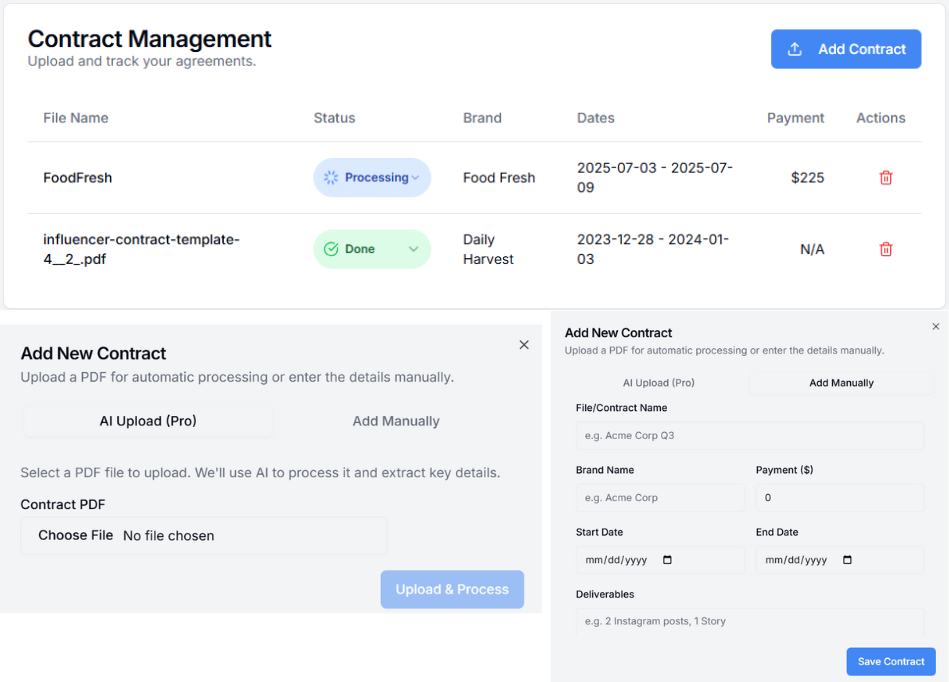 Contract Management
Upload and track your agreements.
Add Contract
File Name Status Brand Dates Payment Actions
FoodFresh Processing Food Fresh 2025-07-03 - 2025-07-
09 $225
influencer-contract-template-
4__2_.pdf Done Daily
Harvest 2023-12-28 - 2024-01-
03 N/A
Add New Contract
Upload a PDF for automatic processing or enter the details manually.
AI Upload (Pro) Add Manually
Select a PDF file to upload. We'll use AI to process it and extract key details.
Contract PDF
Choose File No file chosen
Upload & Process
Add New Contract
Upload a PDF for automatic processing or enter the details manually.
AI Upload (Pro) Add Manually
File/Contract Name
e.g. Acme Corp Q3
Brand Name Payment ($)
e.g. Acme Corp 0
Start Date End Date
mm/dd/yyyy mm/dd/yyyy
Deliverables
e.g. 2 Instagram posts, 1 Story
Save Contract